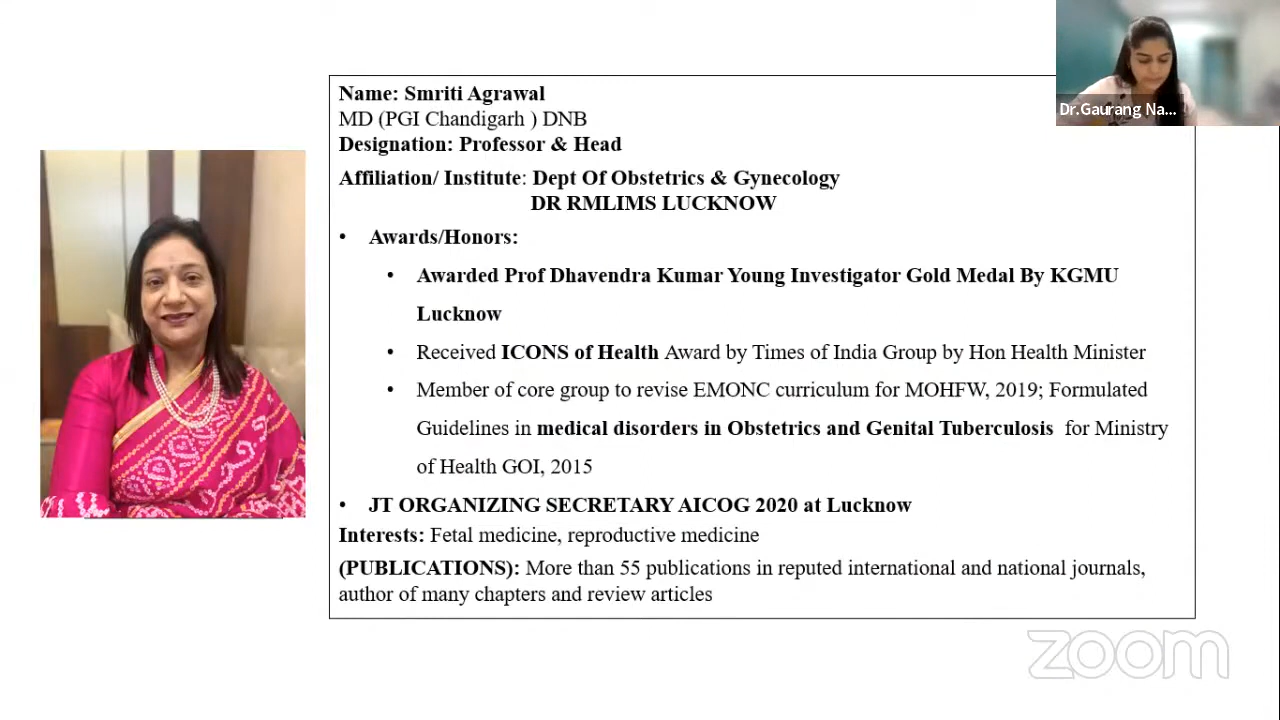 Name: Smriti Agrawal
MD (PGI Chandigarh ) DNB
Designation: Professor & Head
Affiliation/ Institute: Dept Of Obstetrics & Gynecology
DR RMLIMS LUCKNOW
• Awards/Honors:
• Awarded Prof Dhavendra Kumar Young Investigator Gold Medal By KGMU
Lucknow
• Received ICONS of Health Award by Times of India Group by Hon Health Minister
• Member of core group to revise EMONC curriculum for MOHFW, 2019; Formulated
Guidelines in medical disorders in Obstetrics and Genital Tuberculosis for Ministry
of Health GOI, 2015
• JT ORGANIZING SECRETARY AICOG 2020 at Lucknow
Interests: Fetal medicine, reproductive medicine
(PUBLICATIONS): More than 55 publications in reputed international and national journals,
author of many chapters and review articles
Dr.Gaurang Na...
zoom